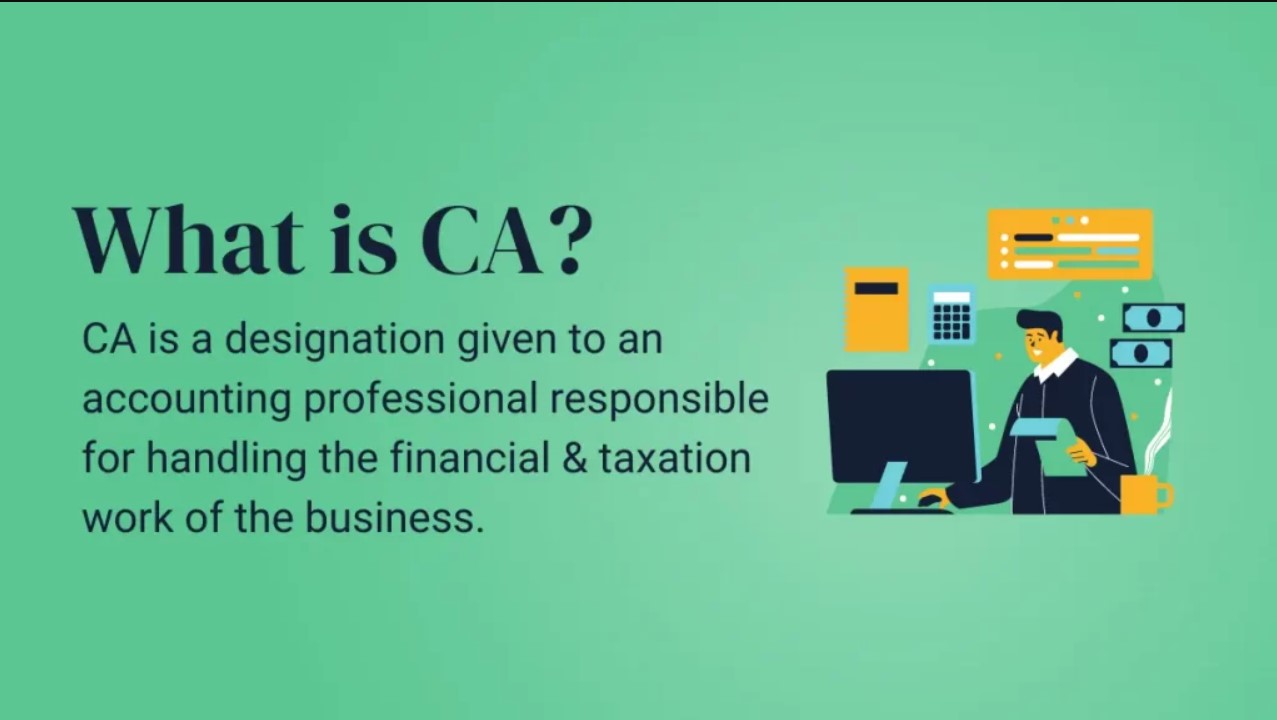 What is CA?
CA is a designation given to an
accounting professional responsible
for handling the financial & taxation
work of the business.